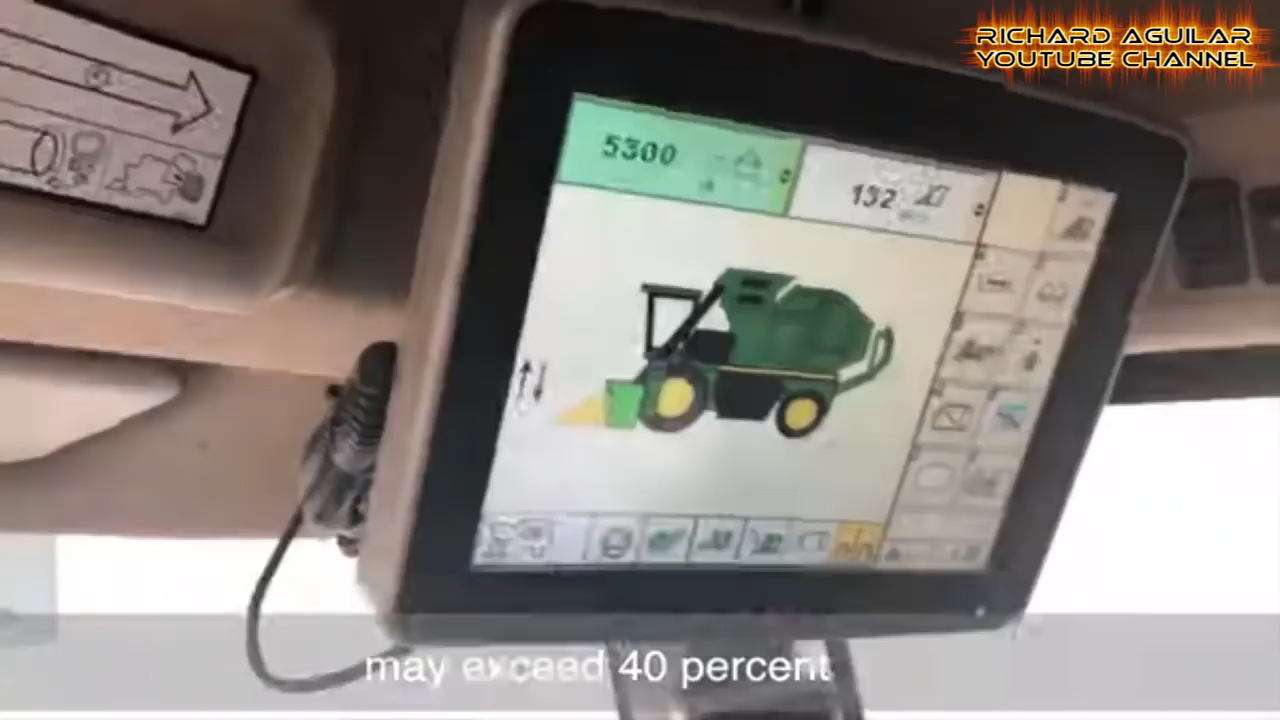 RICHARD AGUILAR
YOUTUBE CHANNEL
5300
132
may exceed 40 percent